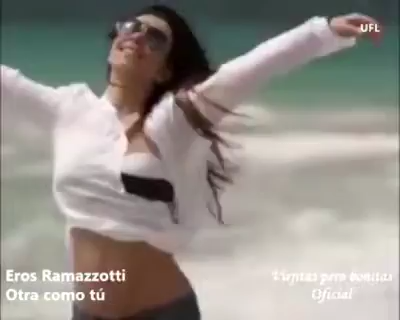 UFL
Eros Ramazzotti
Otra como tú
Viejitas pero bonitas
Oficial